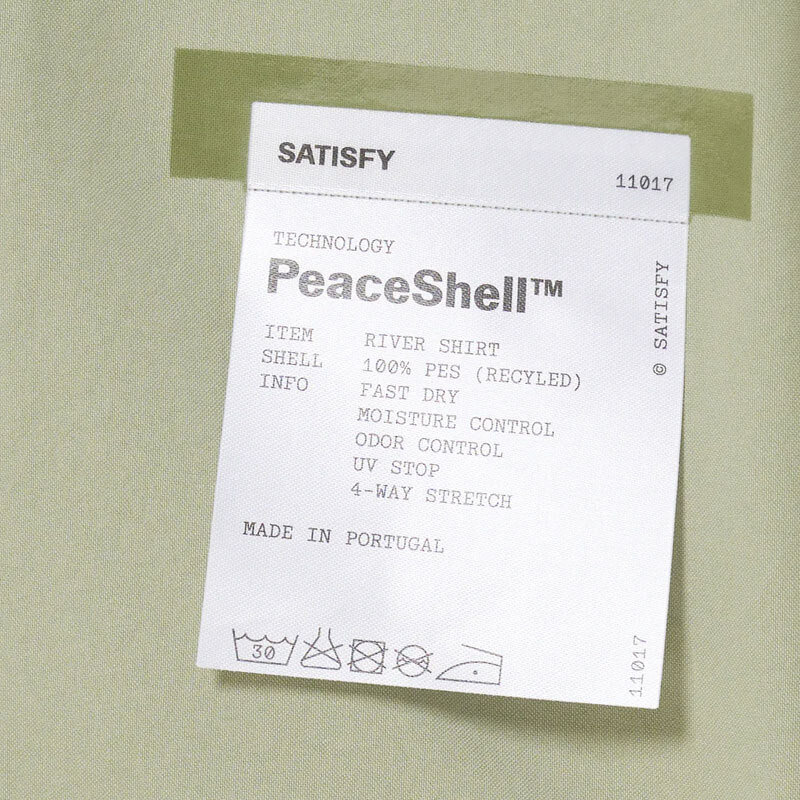 SATISFY
11017
TECHNOLOGY
PeaceShell™
© SATISFY
ITEM RIVER SHIRT
SHELL 100% PES (RECYLED)
INFO FAST DRY
MOISTURE CONTROL
ODOR CONTROL
UV STOP
4-WAY STRETCH
MADE IN PORTUGAL
30
11017